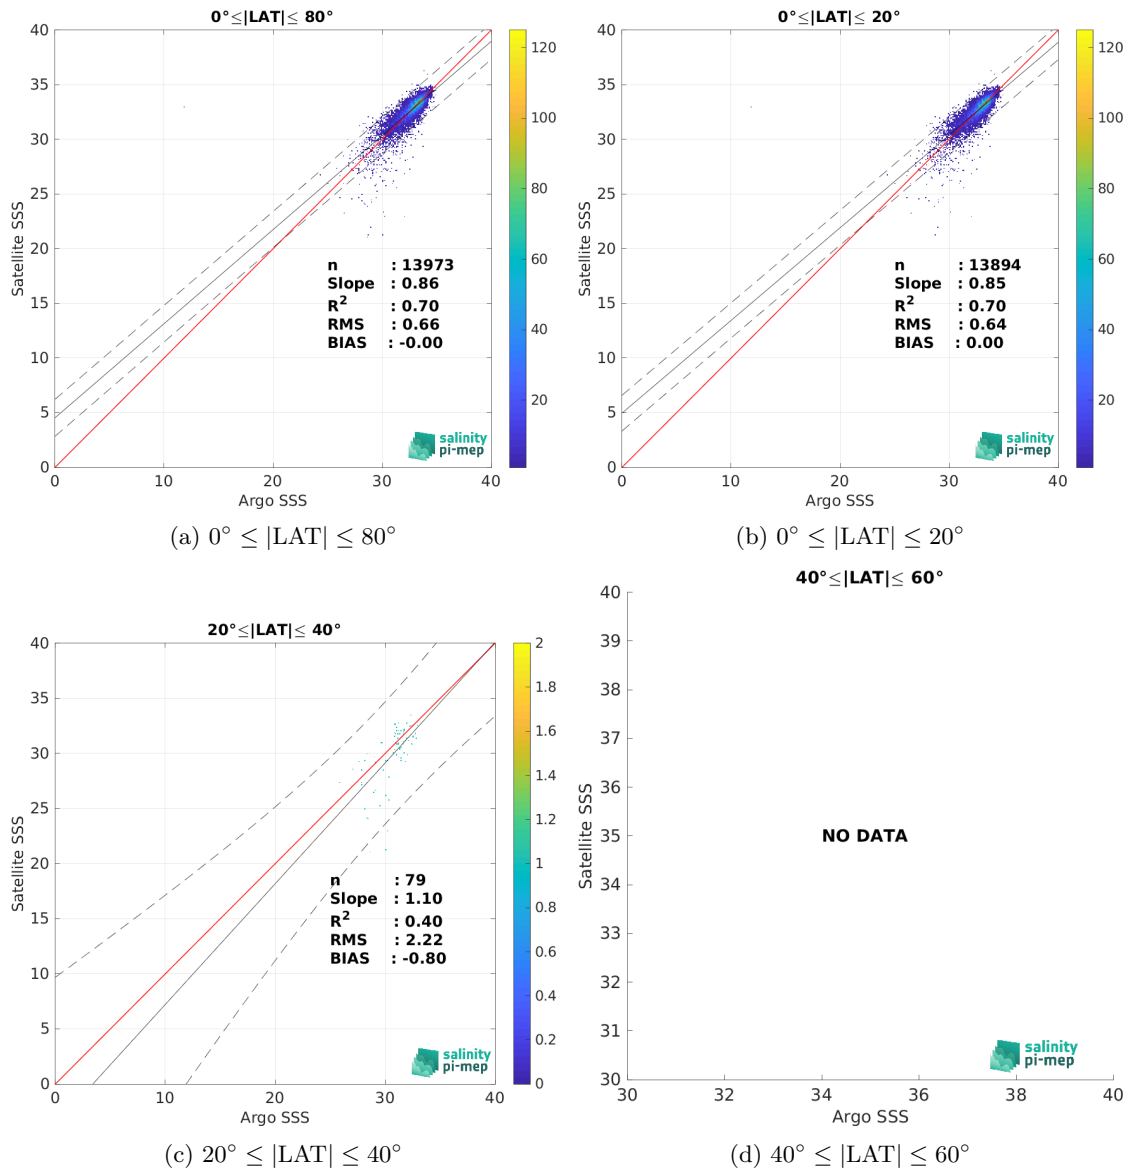 0°≤|LAT|≤ 80°
40
35
30
25
20
15
10
5
0
Satellite SSS
n : 13973
Slope : 0.86
R² : 0.70
RMS : 0.66
BIAS : -0.00
salinity
pi-mep
0 10 20 30 40
Argo SSS
120
100
80
60
40
20
(a) 0° ≤ |LAT| ≤ 80°
0°≤|LAT|≤ 20°
40
35
30
25
20
15
10
5
0
Satellite SSS
n : 13894
Slope : 0.85
R² : 0.70
RMS : 0.64
BIAS : 0.00
salinity
pi-mep
0 10 20 30 40
Argo SSS
120
100
80
60
40
20
(b) 0° ≤ |LAT| ≤ 20°
20°≤|LAT|≤ 40°
40
35
30
25
20
15
10
5
0
Satellite SSS
n : 79
Slope : 1.10
R² : 0.40
RMS : 2.22
BIAS : -0.80
salinity
pi-mep
0 10 20 30 40
Argo SSS
2
1.8
1.6
1.4
1.2
1
0.8
0.6
0.4
0.2
0
(c) 20° ≤ |LAT| ≤ 40°
40°≤|LAT|≤ 60°
40
39
38
37
36
35
34
33
32
31
30
Satellite SSS
NO DATA
salinity
pi-mep
30 32 34 36 38 40
Argo SSS
(d) 40° ≤ |LAT| ≤ 60°